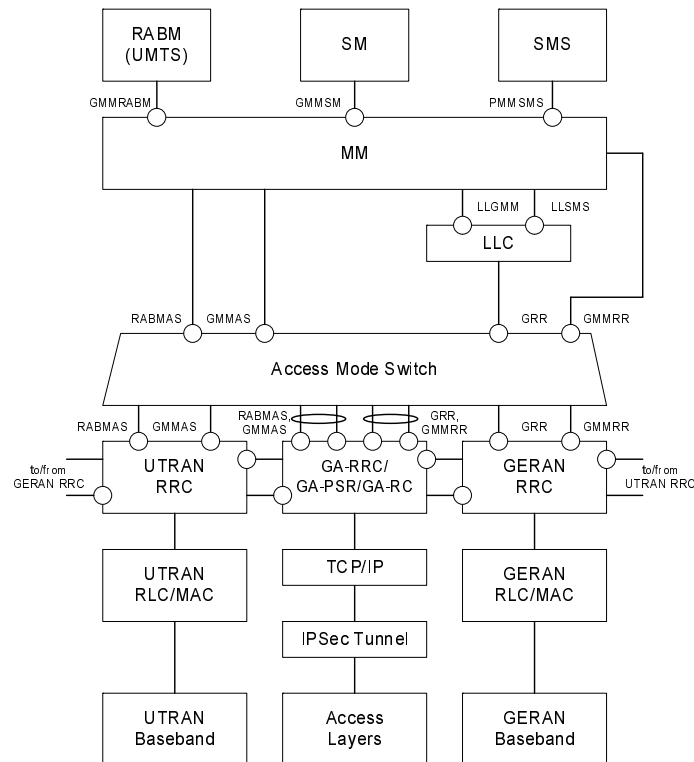 RABM
(UMTS)
SM
SMS
GMMRABM
GMMSM
PMMSMS
MM
LLGMM
LLSMS
LLC
RABMAS
GMMAS
GRR
GMMRR
Access Mode Switch
RABMAS
GMMAS
RABMAS,
GMMAS
GRR,
GMMRR
GRR
GMMRR
to/from
GERAN RRC
UTRAN
RRC
GA-RRC/
GA-PSR/GA-RC
GERAN
RRC
to/from
UTRAN RRC
UTRAN
RLC/MAC
TCP/IP
GERAN
RLC/MAC
IPSec Tunnel
UTRAN
Baseband
Access
Layers
GERAN
Baseband